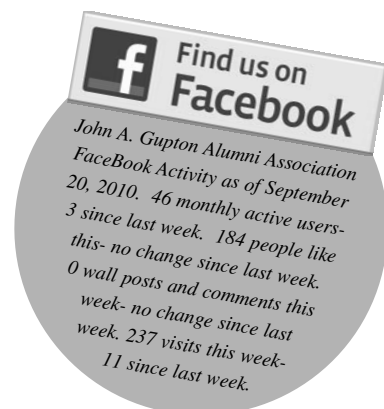 Find us on
Facebook
John A. Gupton Alumni Association
FaceBook Activity as of September
20, 2010.  46 monthly active users-
3 since last week.  184 people like
this- no change since last week.
0 wall posts and comments this
week- no change since last
week. 237 visits this week-
11 since last week.